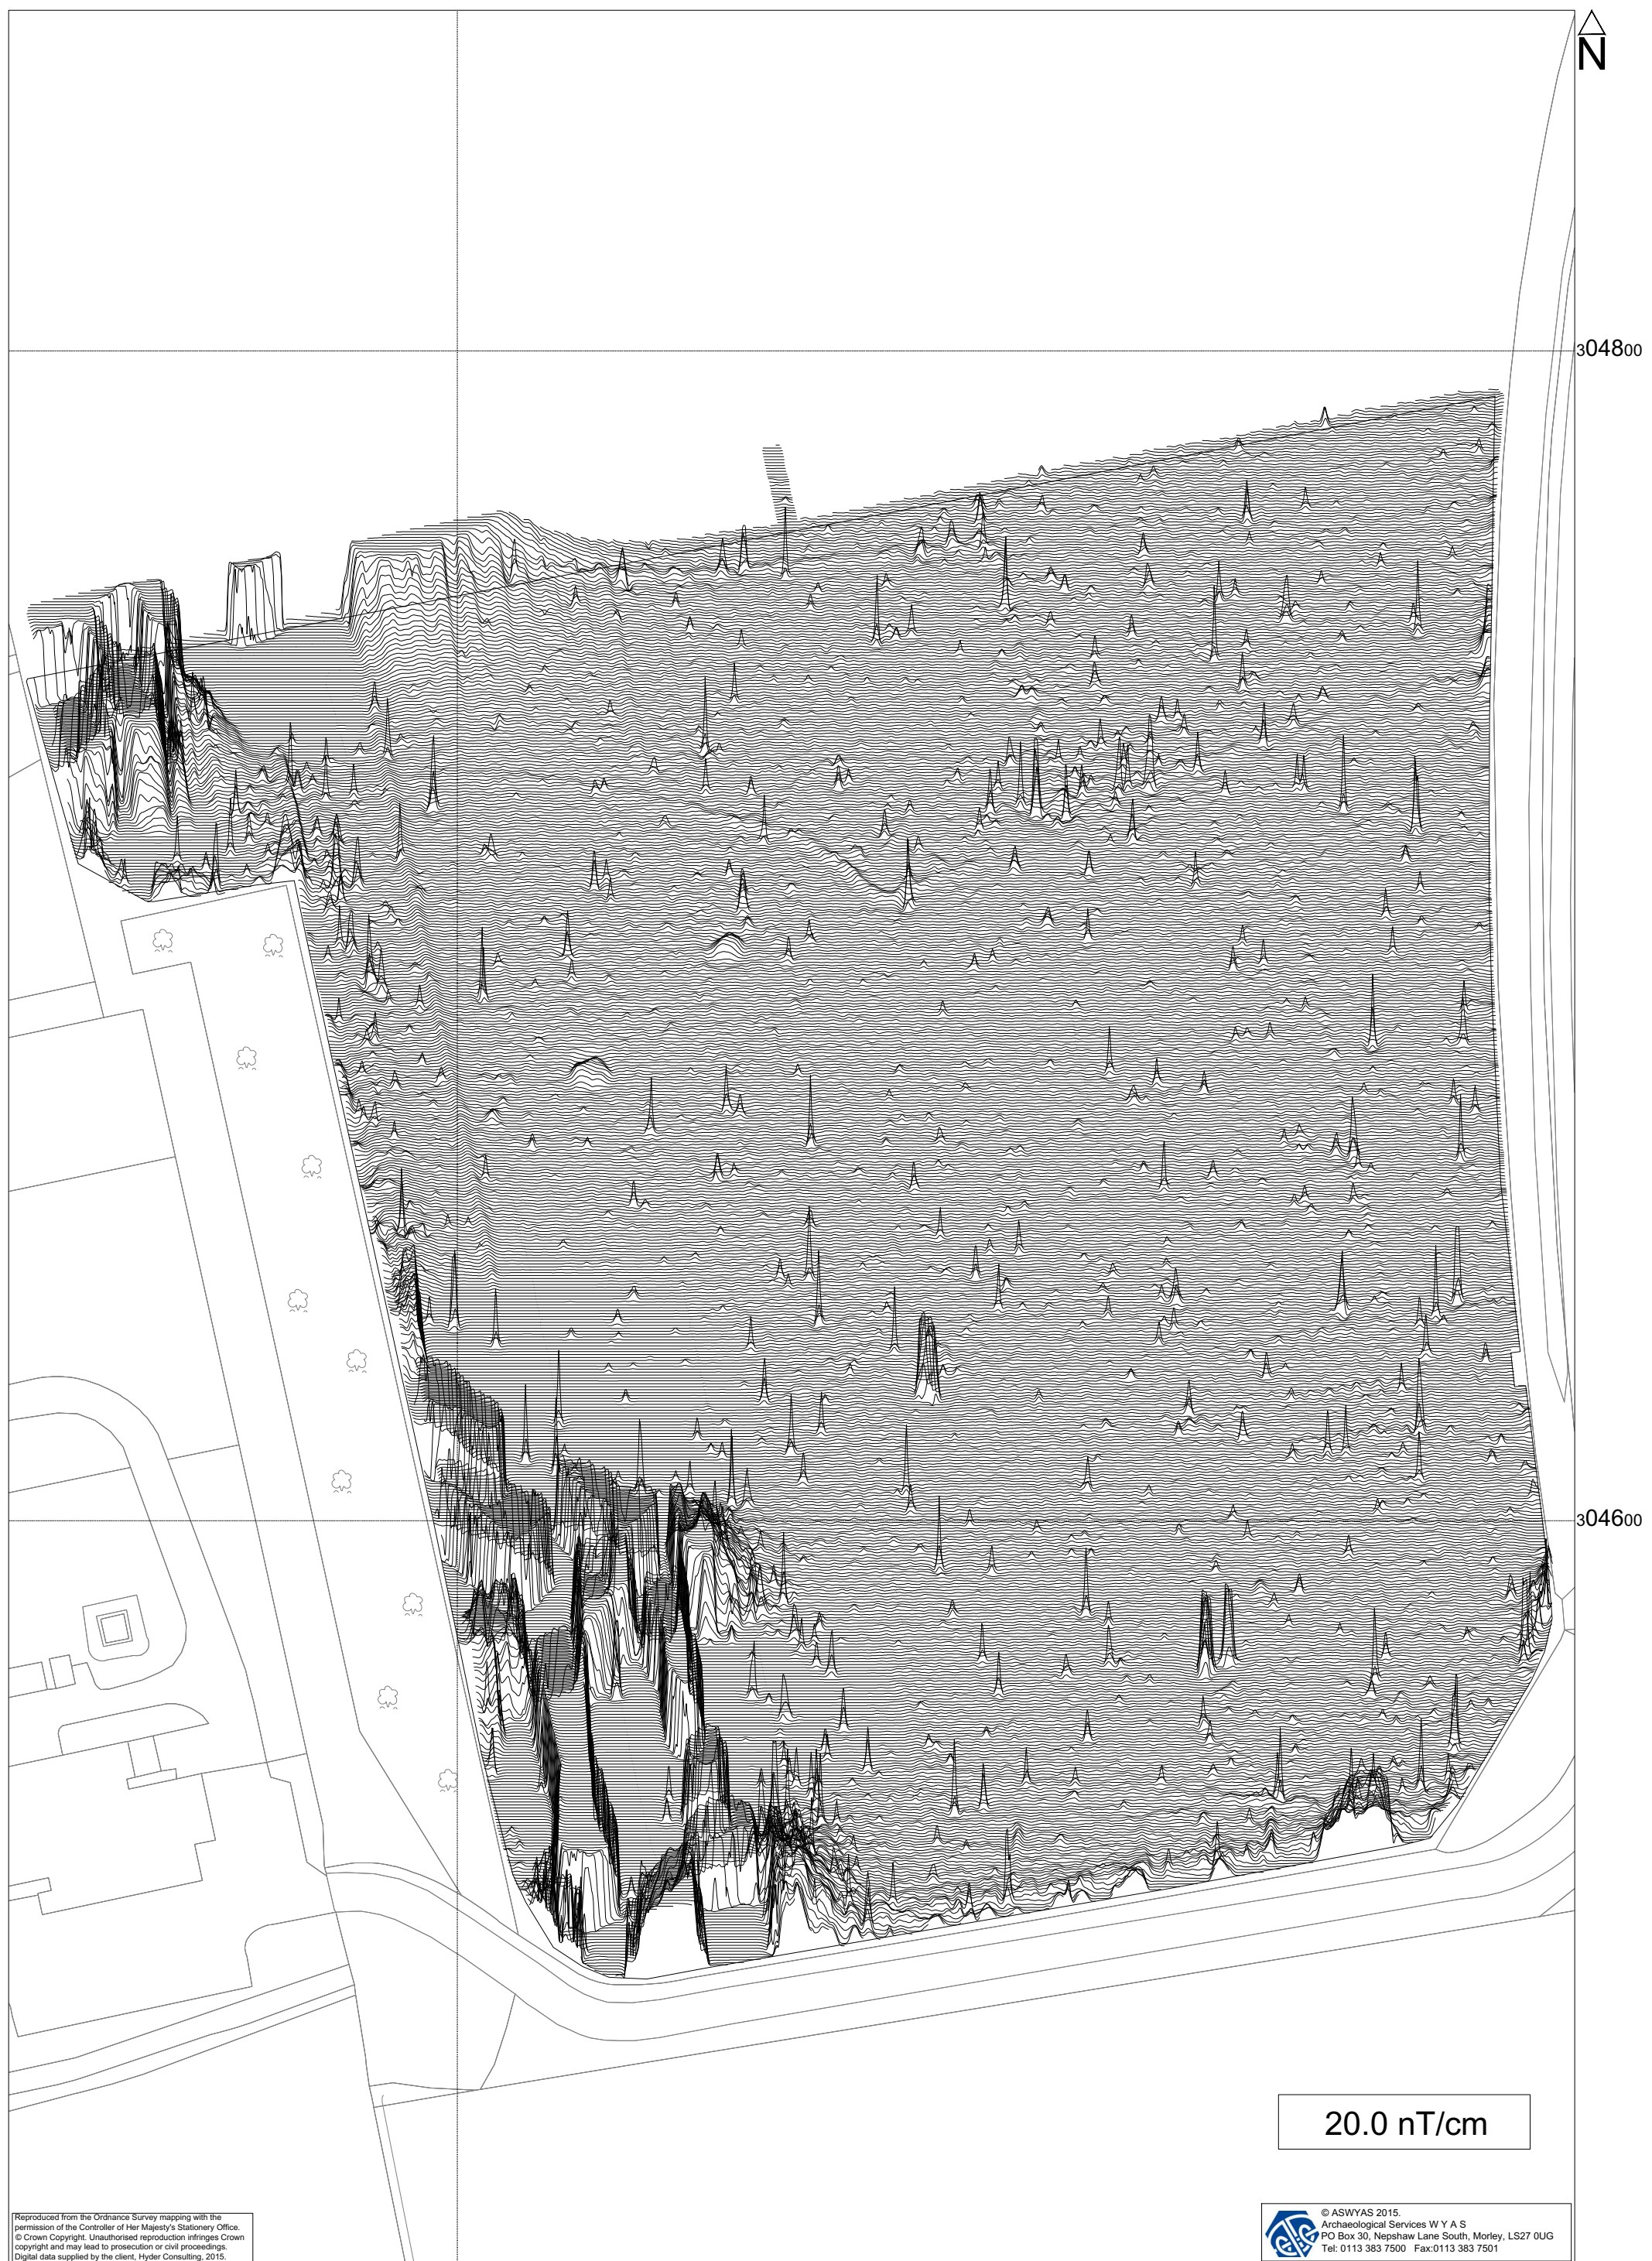 N
304800
304600
20.0 nT/cm
Reproduced from the Ordnance Survey mapping with the
permission of the Controller of Her Majesty's Stationery Office.
© Crown Copyright. Unauthorised reproduction infringes Crown
copyright and may lead to prosecution or civil proceedings.
Digital data supplied by the client, Hyder Consulting, 2015.
© ASWYAS 2015.
Archaeological Services W Y A S
PO Box 30, Nepshaw Lane South, Morley, LS27 0UG
Tel: 0113 383 7500 Fax:0113 383 7501